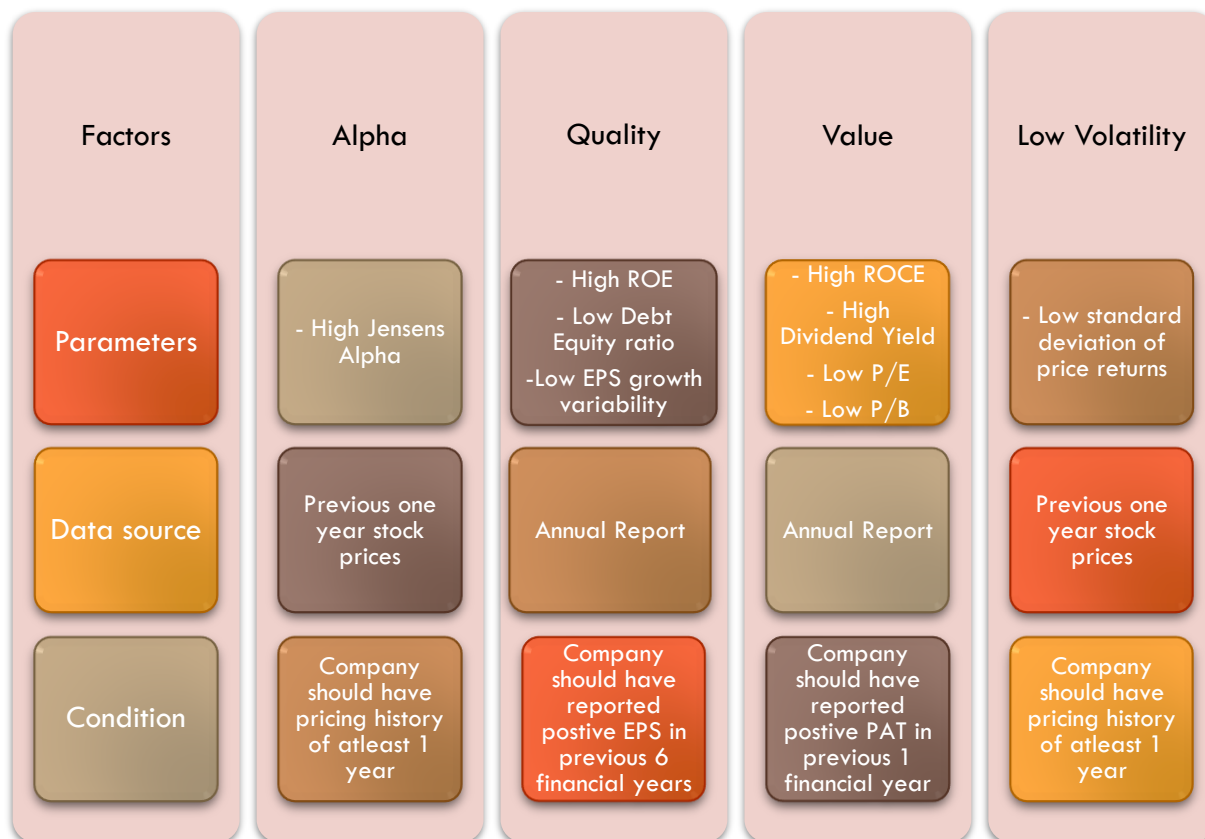 Factors
Alpha
Quality
Value
Low Volatility
Parameters
- High Jensens
Alpha
- High ROE
- Low Debt
Equity ratio
-Low EPS growth
variability
- High ROCE
- High
Dividend Yield
- Low P/E
- Low P/B
- Low standard
deviation of
price returns
Data source
Previous one
year stock
prices
Annual Report
Annual Report
Previous one
year stock
prices
Condition
Company
should have
pricing history
of atleast 1
year
Company
should have
reported
postive EPS in
previous 6
financial years
Company
should have
reported
postive PAT in
previous 1
financial year
Company
should have
pricing history
of atleast 1
year